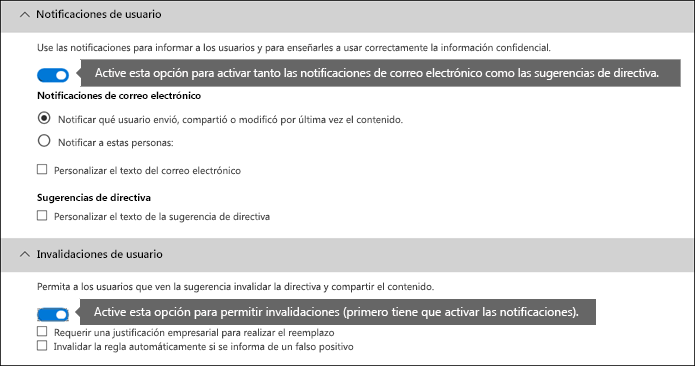 Notificaciones de usuario
Use las notificaciones para informar a los usuarios y para enseñarles a usar correctamente la información confidencial.
Active esta opción para activar tanto las notificaciones de correo electrónico como las sugerencias de directiva.
Notificaciones de correo electrónico
Notificar qué usuario envió, compartió o modificó por última vez el contenido.
Notificar a estas personas:
Personalizar el texto del correo electrónico
Sugerencias de directiva
Personalizar el texto de la sugerencia de directiva
Invalidaciones de usuario
Permita a los usuarios que ven la sugerencia invalidar la directiva y compartir el contenido.
Active esta opción para permitir invalidaciones (primero tiene que activar las notificaciones).
Requerir una justificación empresarial para realizar el reemplazo
Invalidar la regla automáticamente si se informa de un falso positivo